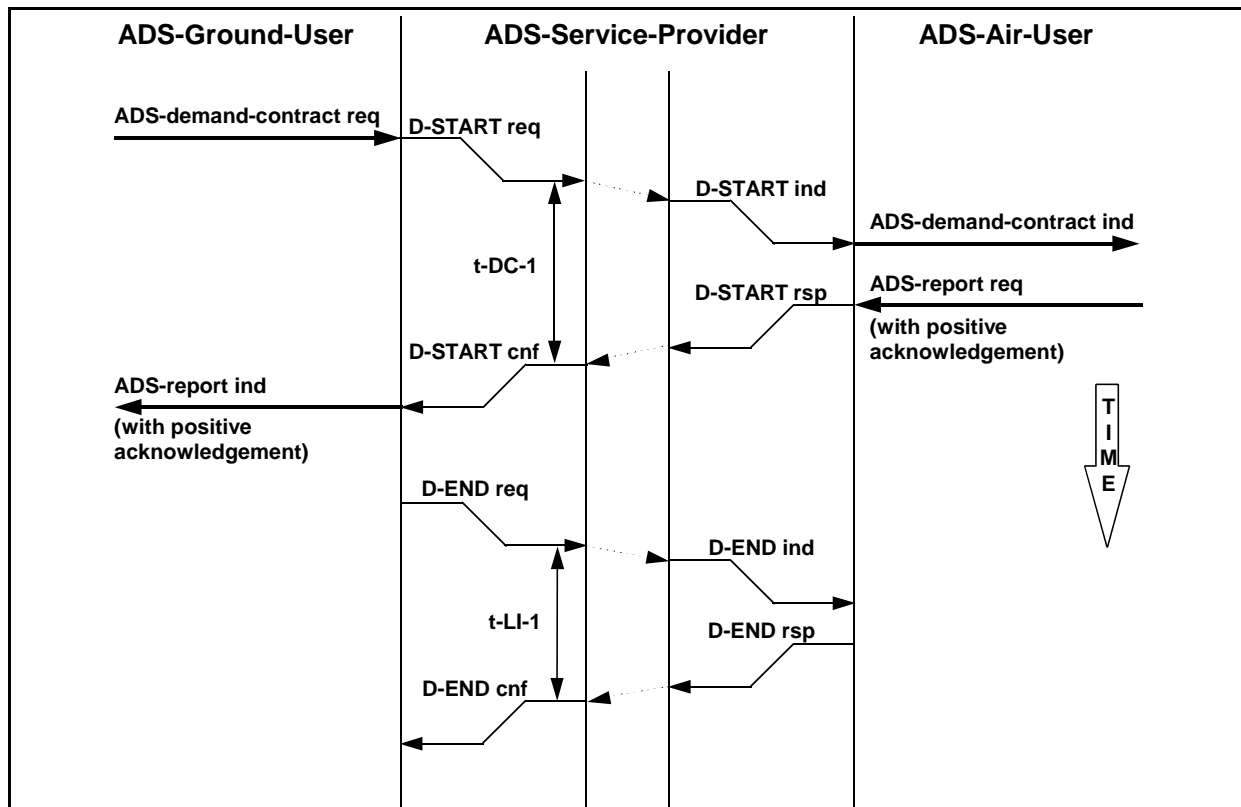 ADS-Ground-User
ADS-Service-Provider
ADS-Air-User
ADS-demand-contract req
D-START req
D-START ind
ADS-demand-contract ind
t-DC-1
D-START rsp
ADS-report req
(with positive
acknowledgement)
D-START cnf
ADS-report ind
(with positive
acknowledgement)
T
I
M
E
D-END req
D-END ind
t-LI-1
D-END rsp
D-END cnf